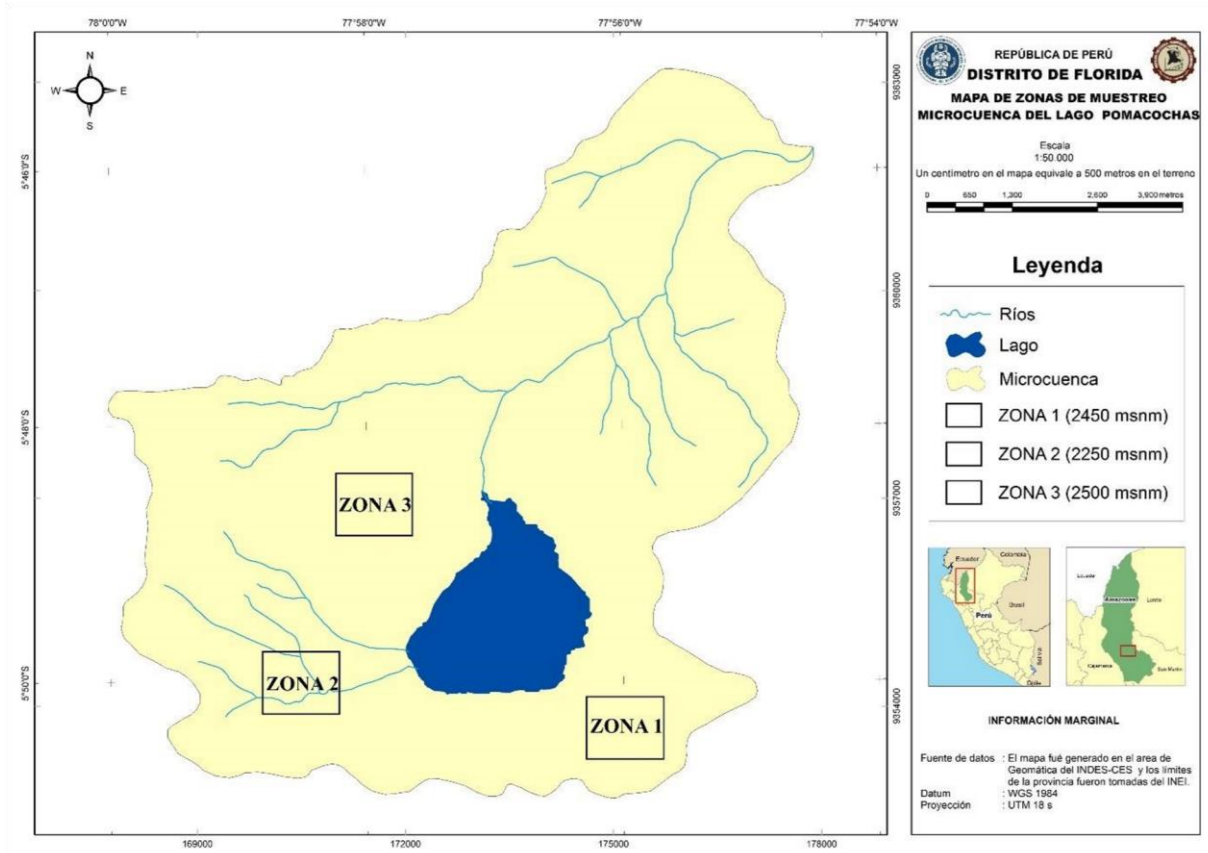 78°0'0"W 77°58'0"W 77°56'0"W 77°54'0"W
N
W E
S
5°46'0"S
5°48'0"S
5°50'0"S
9363000
9360000
9357000
9354000
169000 172000 175000 178000
ZONA 3
ZONA 2
ZONA 1
REPÚBLICA DE PERÚ
DISTRITO DE FLORIDA
MAPA DE ZONAS DE MUESTREO
MICROCUENCA DEL LAGO POMACOCHAS
Escala
1:50 000
Un centimetro en el mapa equivale a 500 metros en el terreno
0 650 1,300 2,600 3,900 metros
Leyenda
Ríos
Lago
Microcuenca
ZONA 1 (2450 msnm)
ZONA 2 (2250 msnm)
ZONA 3 (2500 msnm)
Ecuador
Colombia
Brasil
Perú
Bolivia
Chile
Ecuador
Amazonas
Loreto
Cajamarca
San Martin
INFORMACIÓN MARGINAL
Fuente de datos : El mapa fué generado en el area de
Geomática del INDES-CES y los límites
de la provincia fueron tomadas del INEI.
Datum : WGS 1984
Proyección : UTM 18 s